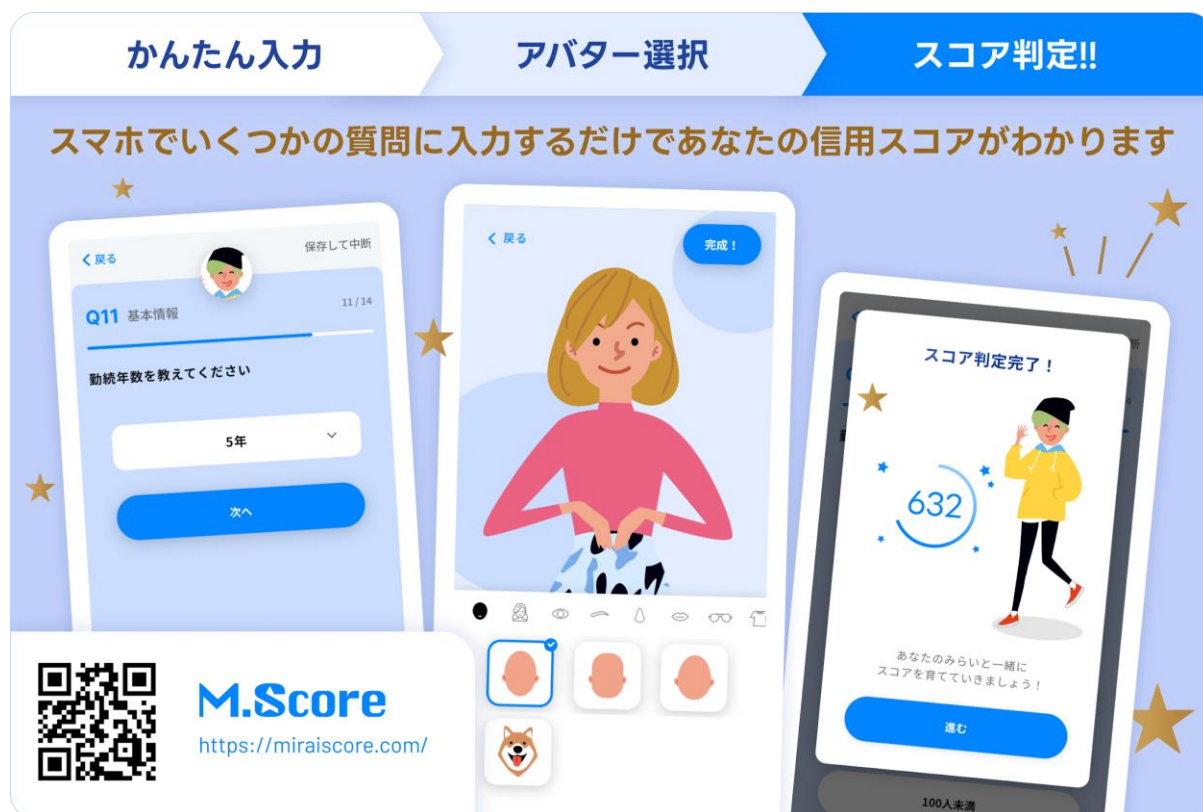 かんたん入力
アバター選択
スコア判定!!
スマホでいくつかの質問に入力するだけであなたの信用スコアがわかります
戻る
保存して中断
Q11 基本情報
11 / 14
勤続年数を教えてください
5年
次へ
戻る
完成！
スコア判定完了！
632
あなたのみらいと一緒に
スコアを育てていきましょう！
進む
100人未満
M.Score
https://miraiscore.com/